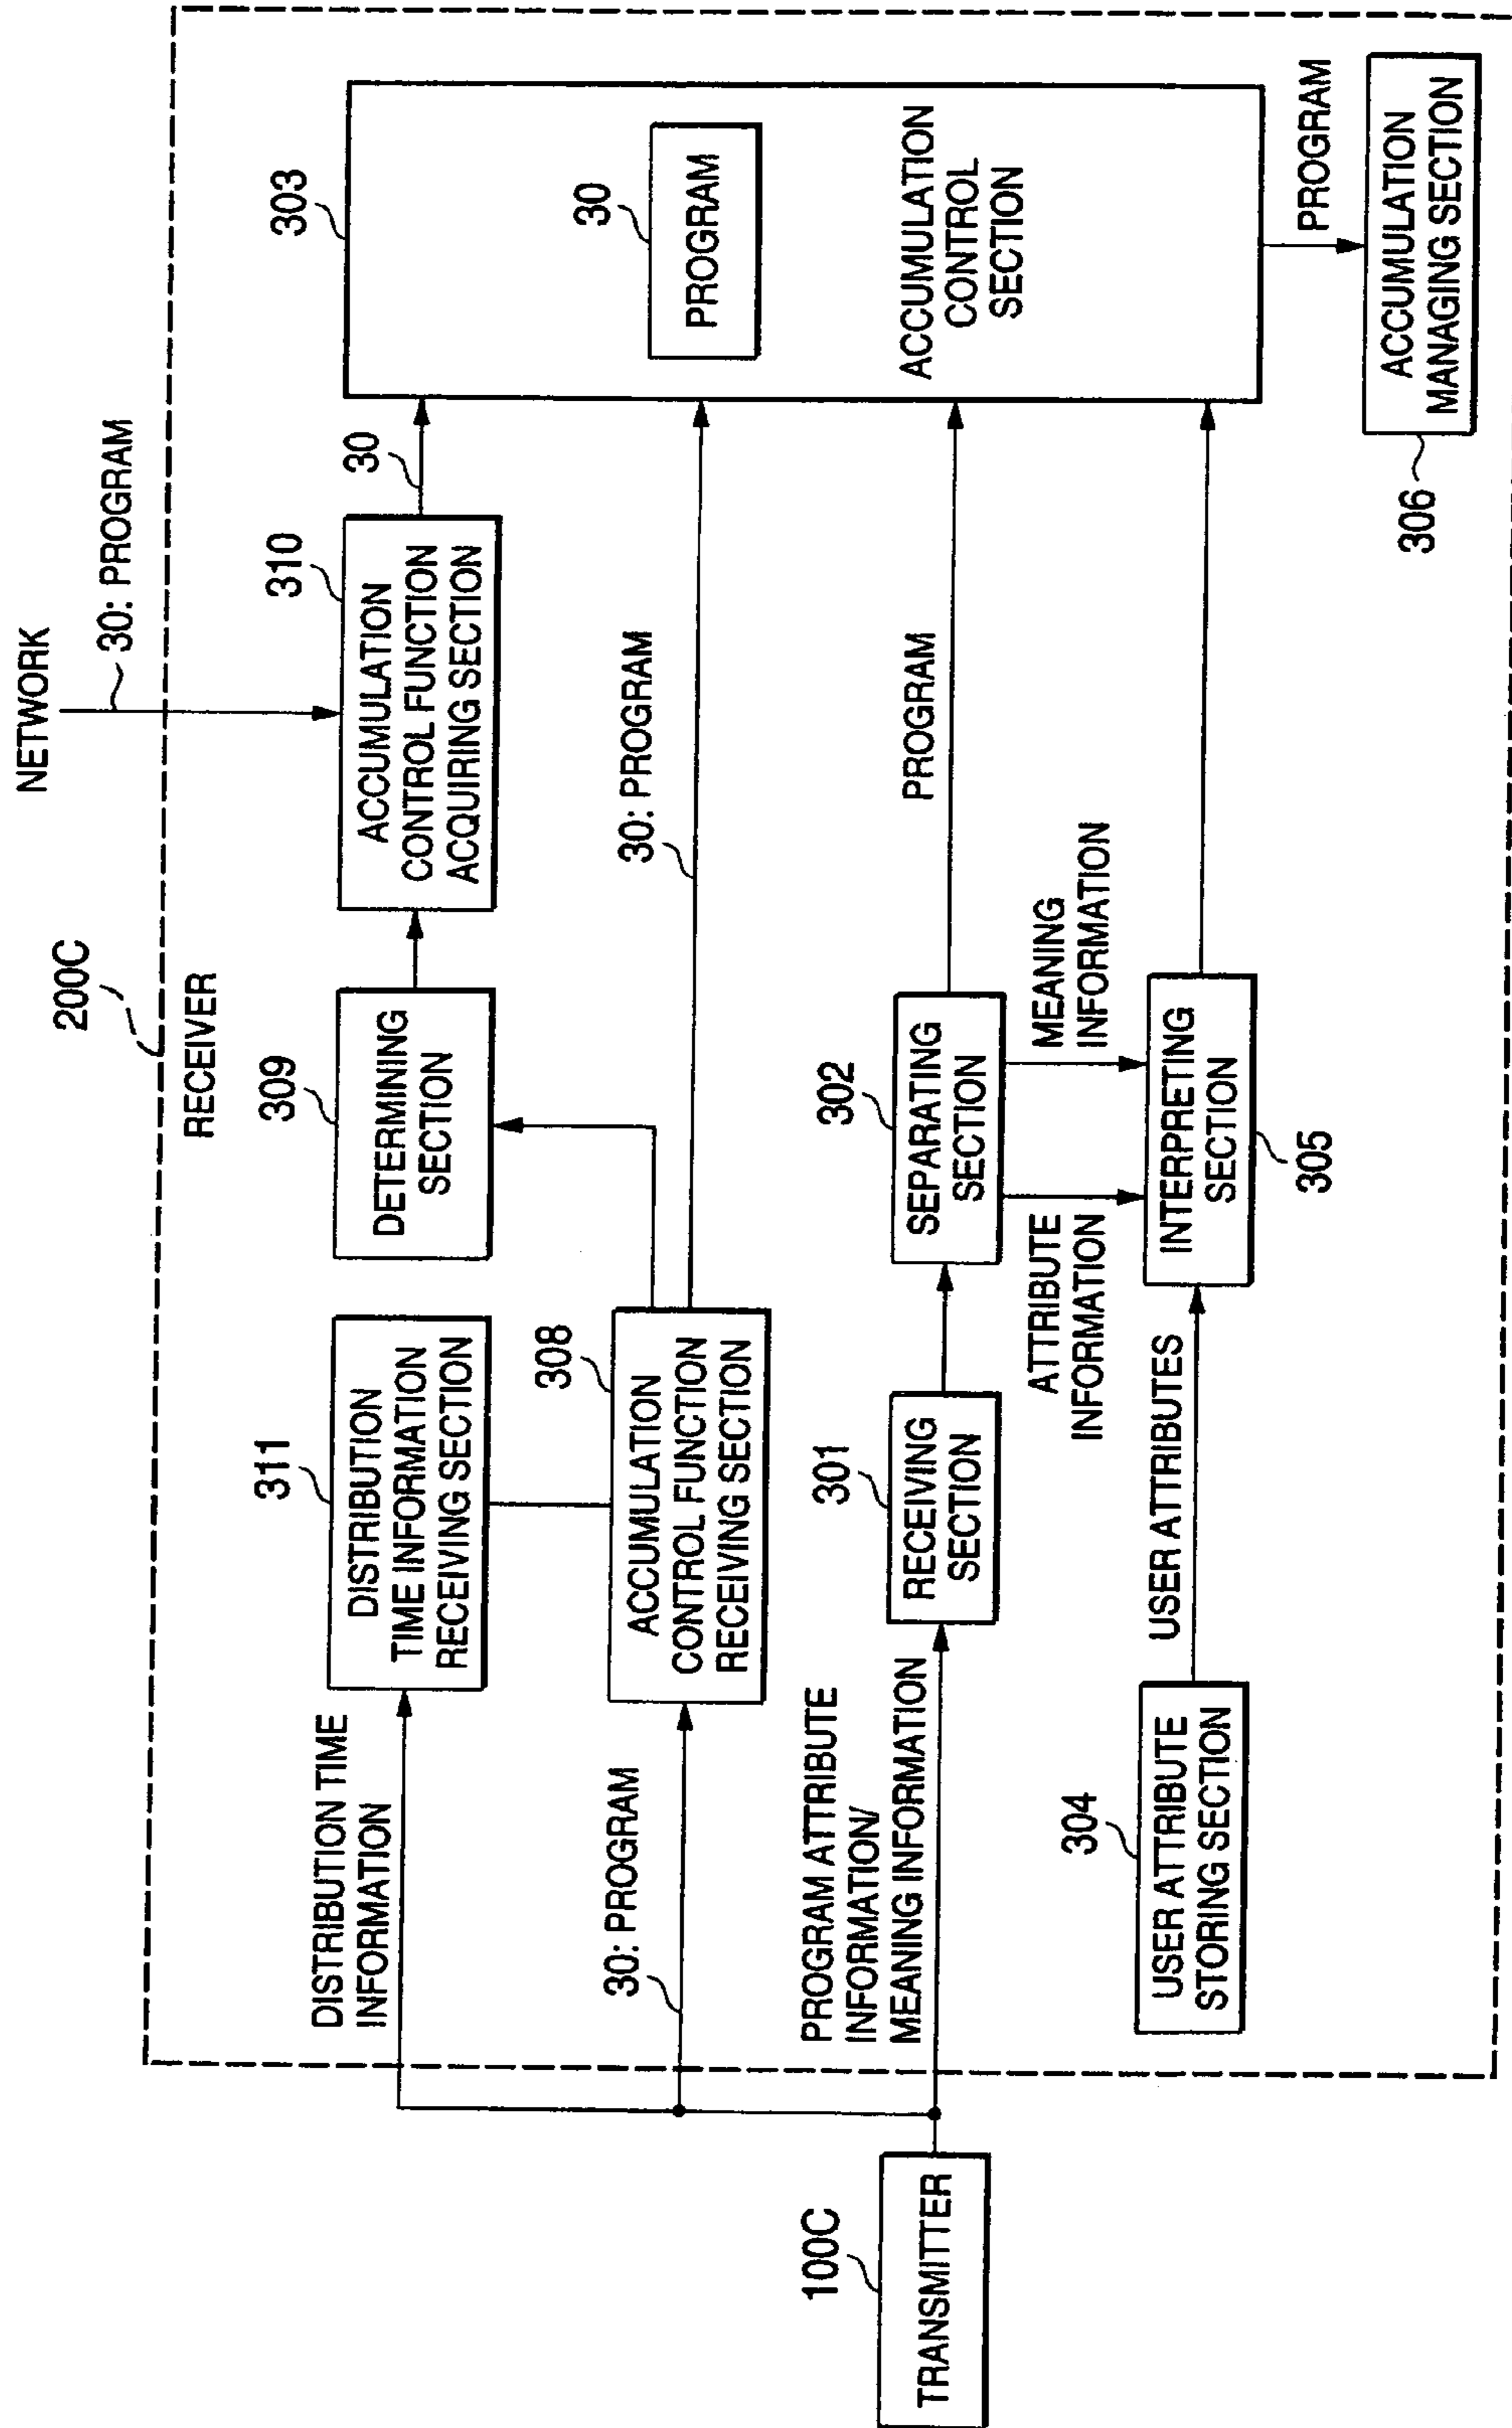 NETWORK
30: PROGRAM
200C
RECEIVER
311
DISTRIBUTION
TIME INFORMATION
RECEIVING SECTION
309
DETERMINING
SECTION
310
ACCUMULATION
CONTROL FUNCTION
ACQUIRING SECTION
30
303
30
PROGRAM
ACCUMULATION
CONTROL
SECTION
DISTRIBUTION TIME
INFORMATION
308
ACCUMULATION
CONTROL FUNCTION
RECEIVING SECTION
30: PROGRAM
30: PROGRAM
PROGRAM ATTRIBUTE
INFORMATION/
MEANING INFORMATION
301
RECEIVING
SECTION
302
SEPARATING
SECTION
PROGRAM
100C
TRANSMITTER
ATTRIBUTE
INFORMATION
MEANING
INFORMATION
304
USER ATTRIBUTE
STORING SECTION
USER ATTRIBUTES
INTERPRETING
SECTION
305
PROGRAM
306
ACCUMULATION
MANAGING SECTION